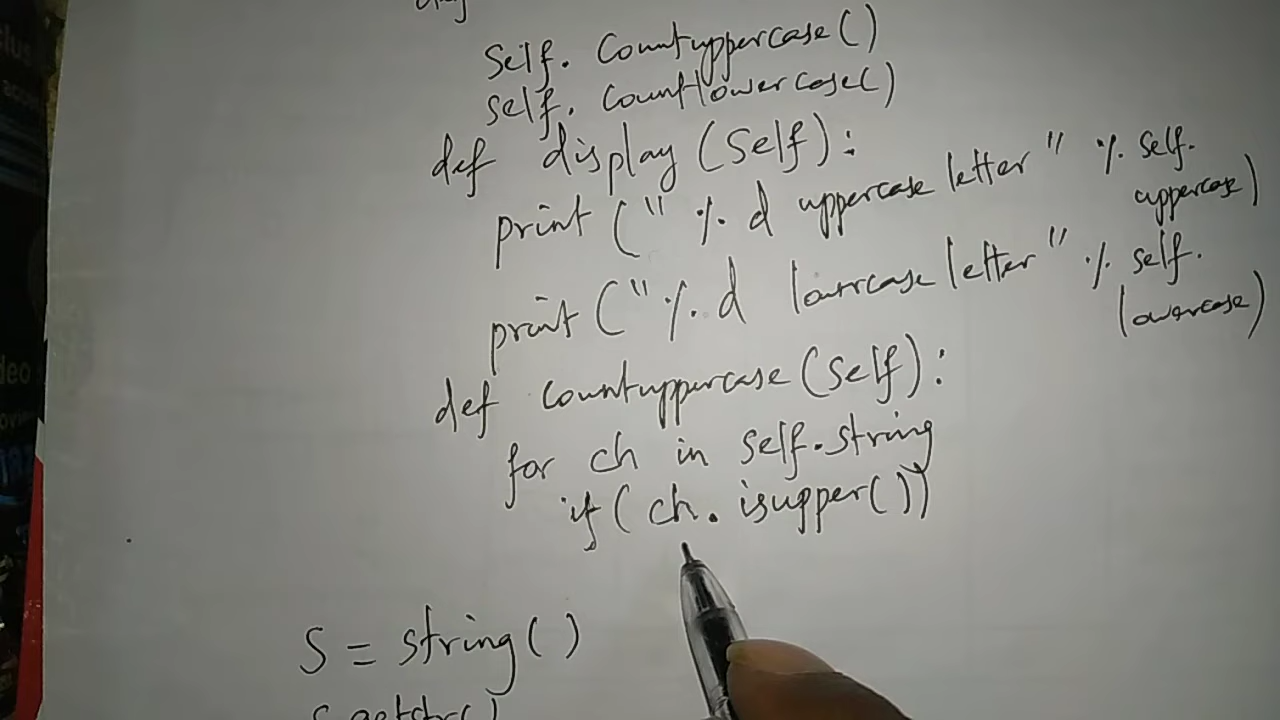 Self. Countuppercase()
self. Countlowercase()
def display (Self):
print (" %d uppercase letter" % self.
uppercase)
print ("%d lowercase letter" % self.
lowercase)
def countuppercase (Self):
for ch in self.string
if (ch. isupper())
S = string()